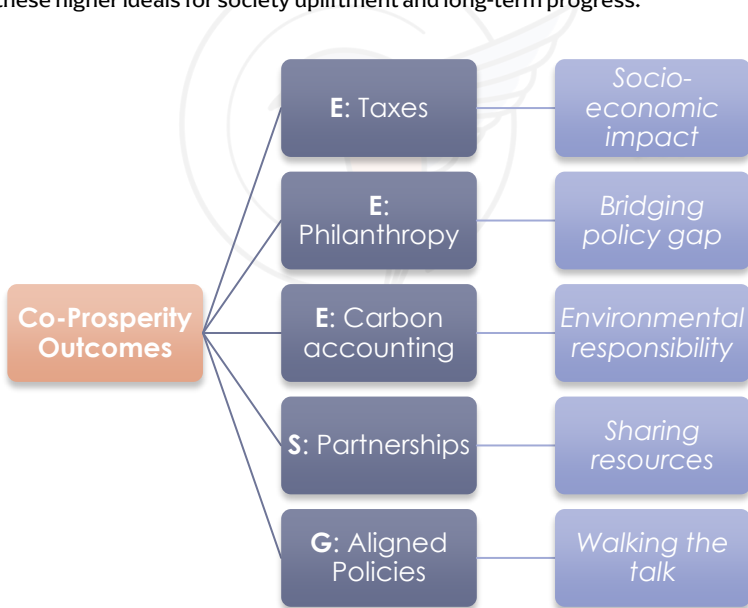 these higher ideals for society upliftment and long-term progress.
E: Taxes
Socio-
economic
impact
E:
Philanthropy
Bridging
policy gap
Co-Prosperity
Outcomes
E: Carbon
accounting
Environmental
responsibility
S: Partnerships
Sharing
resources
G: Aligned
Policies
Walking the
talk